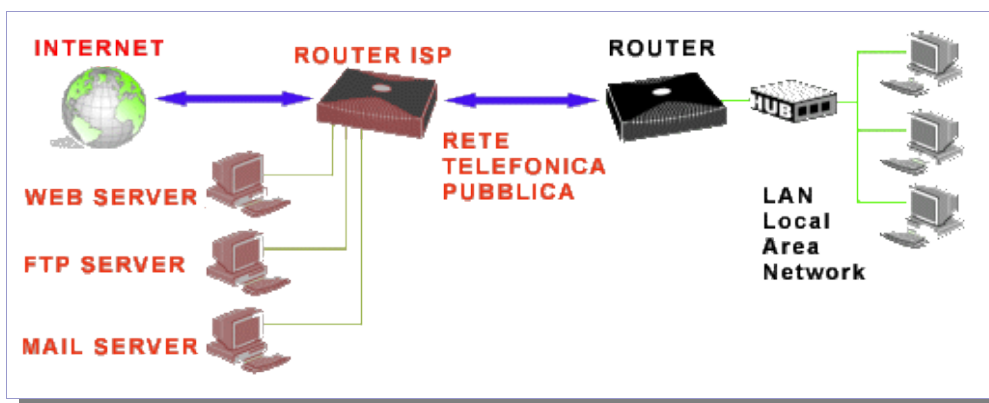 INTERNET
ROUTER ISP
ROUTER
HUB
RETE
TELEFONICA
PUBBLICA
WEB SERVER
FTP SERVER
MAIL SERVER
LAN
Local
Area
Network